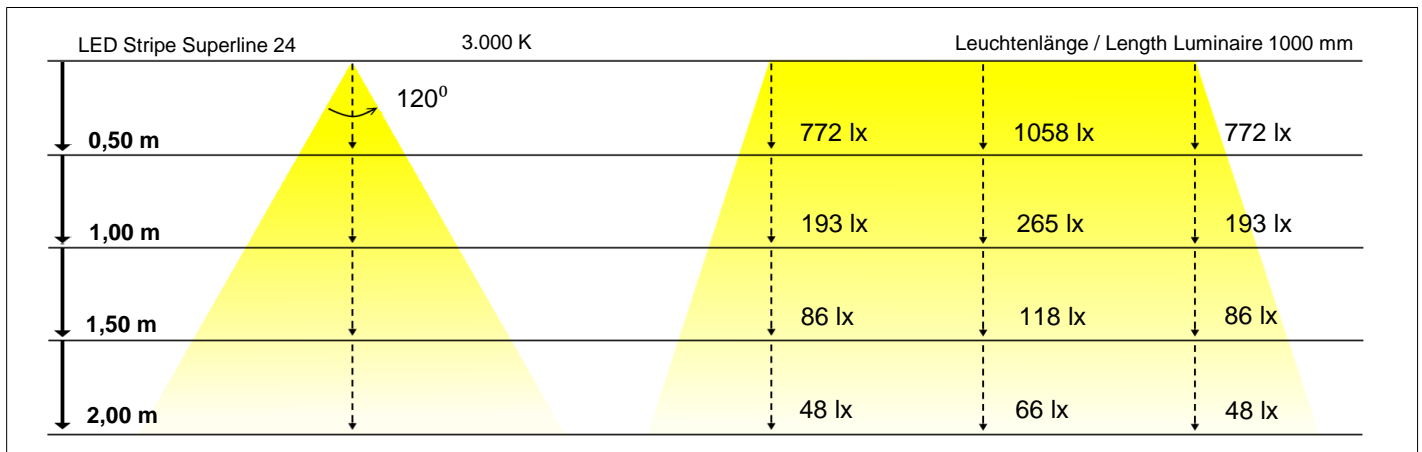 LED Stripe Superline 24 3.000 K Leuchtenlänge / Length Luminaire 1000 mm
120⁰
0,50 m 772 lx 1058 lx 772 lx
1,00 m 193 lx 265 lx 193 lx
1,50 m 86 lx 118 lx 86 lx
2,00 m 48 lx 66 lx 48 lx